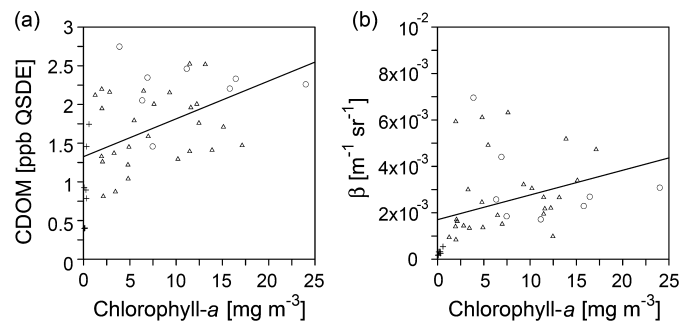 (a)
(b)
CDOM [ppb QSDE]
3
2.5
2
1.5
1
0.5
0
0
5
10
15
20
25
Chlorophyll-a [mg m⁻³]
β [m⁻¹ sr⁻¹]
10⁻²
8x10⁻³
6x10⁻³
4x10⁻³
2x10⁻³
0
0
5
10
15
20
25
Chlorophyll-a [mg m⁻³]